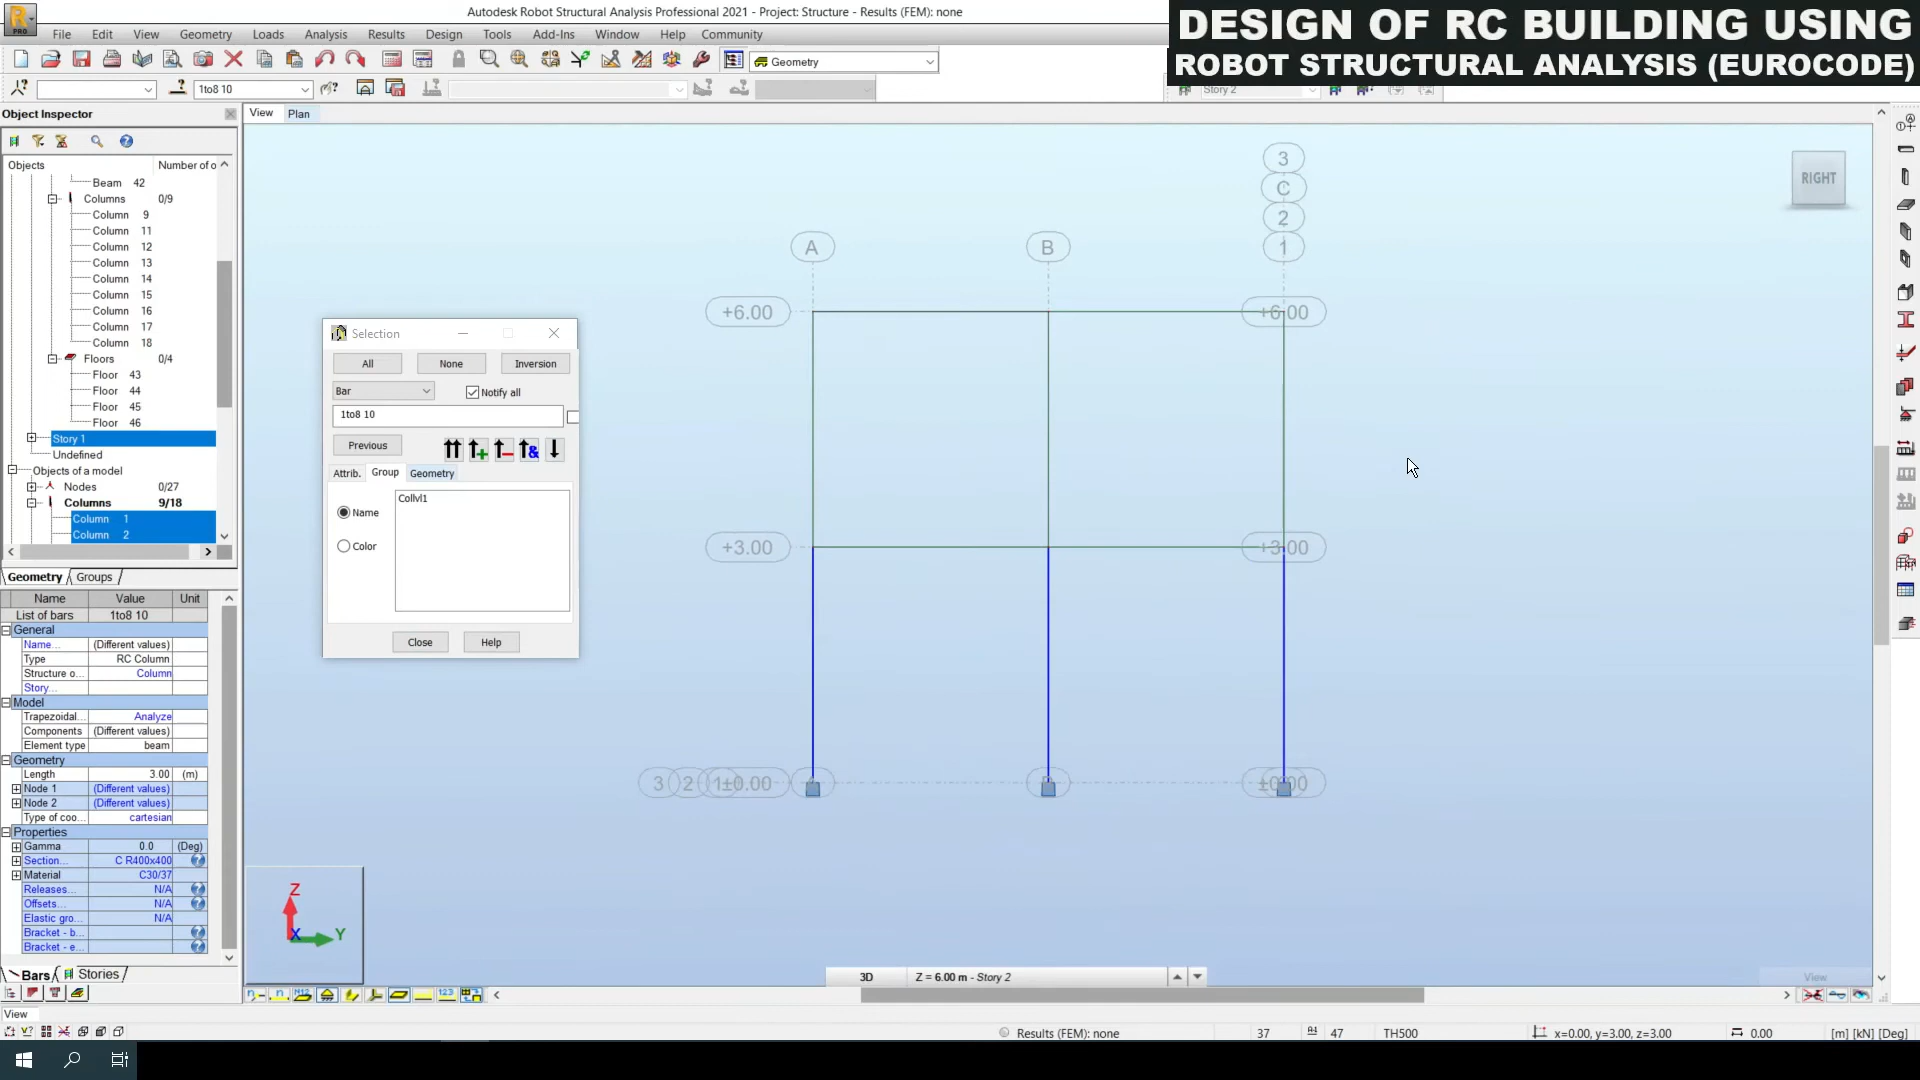 Autodesk Robot Structural Analysis Professional 2021 - Project: Structure - Results (FEM): none
DESIGN OF RC BUILDING USING
ROBOT STRUCTURAL ANALYSIS (EUROCODE)
PRO
File Edit View Geometry Loads Analysis Results Design Tools Add-Ins Window Help Community
Geometry
1to8 10
Story 2
Object Inspector
View Plan
Objects Number of o
Beam 42
Columns 0/9
Column 9
Column 11
Column 12
Column 13
Column 14
Column 15
Column 16
Column 17
Column 18
Floors 0/4
Floor 43
Floor 44
Floor 45
Floor 46
Story 1
Undefined
Objects of a model
Nodes 0/27
Columns 9/18
Column 1
Column 2
Geometry Groups
Name Value Unit
List of bars 1to8 10
General
Name... (Different values)
Type RC Column
Structure o... Column
Story...
Model
Trapezoidal... Analyze
Components (Different values)
Element type beam
Geometry
Length 3.00 (m)
Node 1 (Different values)
Node 2 (Different values)
Type of coo... cartesian
Properties
Gamma 0.0 (Deg)
Section... C R400x400
Material C30/37
Releases... N/A
Offsets... N/A
Elastic gro... N/A
Bracket - b...
Bracket - e...
Bars Stories
Selection
All None Inversion
Bar Notify all
1to8 10
Previous
&
Attrib. Group Geometry
Name
Color
Collvl1
Close Help
3
C
2
A B 1
+6.00 +6.00
+3.00 +3.00
3 2 1 ±0.00 ±0.00
RIGHT
Z
X Y
3D Z = 6.00 m - Story 2
View
View
Results (FEM): none 37 47 TH500 x=0.00, y=3.00, z=3.00 0.00 [m] [kN] [Deg]